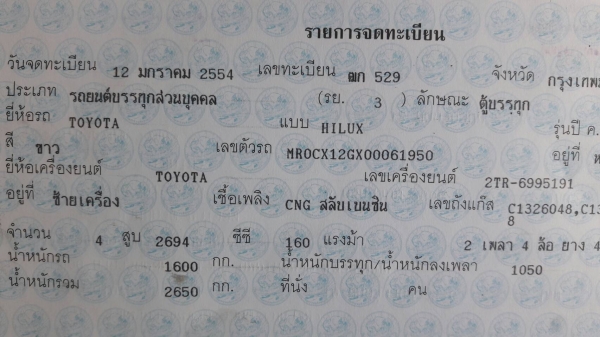 รายการจดทะเบียน
วันจดทะเบียน 12 มกราคม 2554 เลขทะเบียน ฒก 529 จังหวัด กรุงเทพ
ประเภท รถยนต์บรรทุกส่วนบุคคล (รย. 3 ) ลักษณะ ตู้บรรทุก
ยี่ห้อรถ TOYOTA แบบ HILUX รุ่นปี ค.
สี ขาว เลขตัวรถ MROCX12GX00061950 อยู่ที่
ยี่ห้อเครื่องยนต์ TOYOTA เลขเครื่องยนต์ 2TR-6995191
อยู่ที่ ซ้ายเครื่อง เชื้อเพลิง CNG สลับเบนซิน เลขถังแก๊ส C1326048,C13
8
จำนวน 4 สูบ 2694 ซีซี 160 แรงม้า 2 เพลา 4 ล้อ ยาง 4
น้ำหนักรถ 1600 กก. น้ำหนักบรรทุก/น้ำหนักลงเพลา 1050
น้ำหนักรวม 2650 กก. ที่นั่ง คน